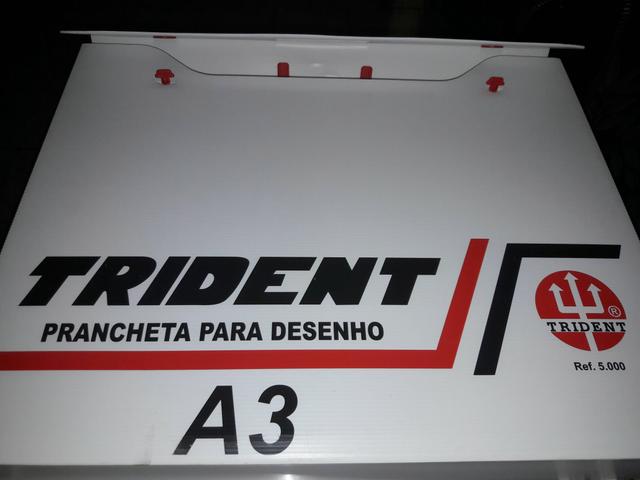 TRIDENT
PRANCHETA PARA DESENHO
A3
®
TRIDENT
Ref. 5.000